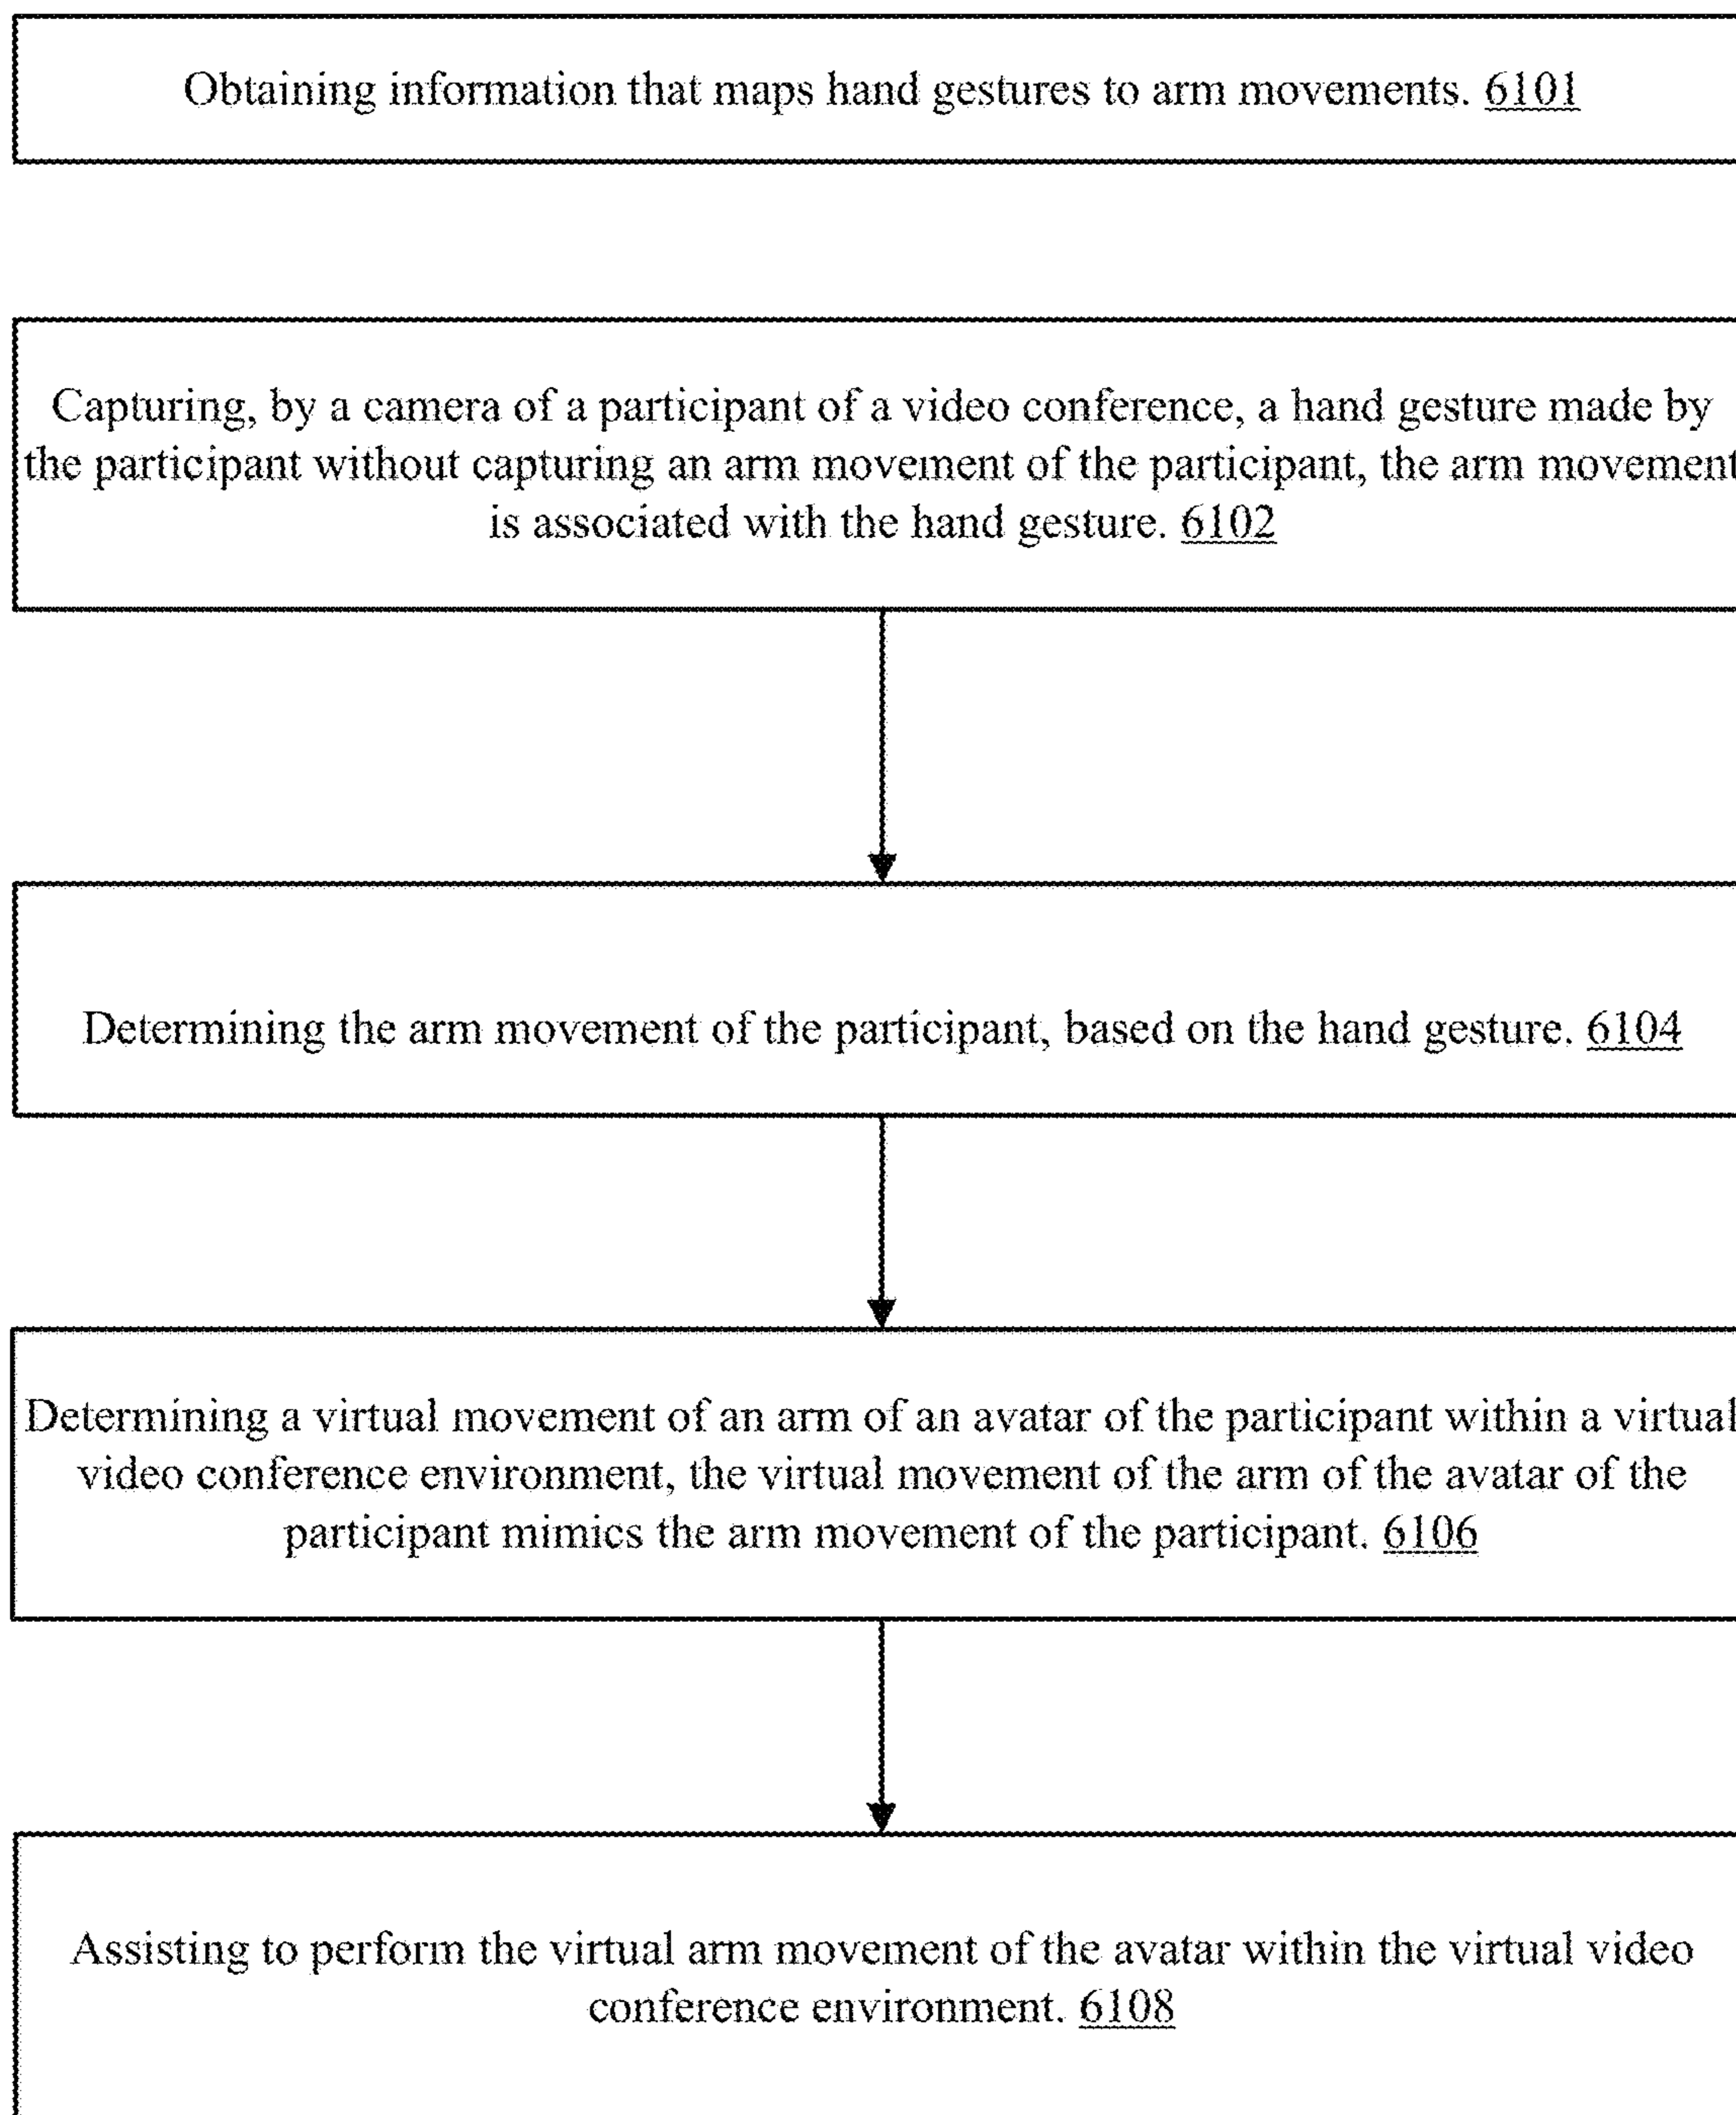 Obtaining information that maps hand gestures to arm movements. 6101
Capturing, by a camera of a participant of a video conference, a hand gesture made by
the participant without capturing an arm movement of the participant, the arm movement
is associated with the hand gesture. 6102
Determining the arm movement of the participant, based on the hand gesture. 6104
Determining a virtual movement of an arm of an avatar of the participant within a virtual
video conference environment, the virtual movement of the arm of the avatar of the
participant mimics the arm movement of the participant. 6106
Assisting to perform the virtual arm movement of the avatar within the virtual video
conference environment. 6108